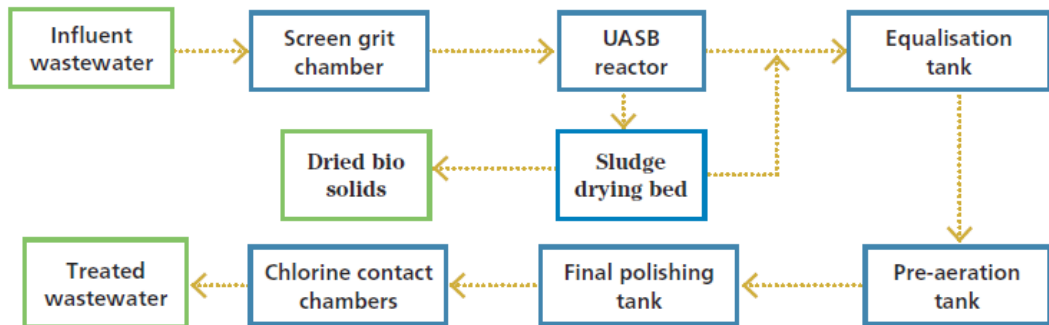 Influent
wastewater
Screen grit
chamber
UASB
reactor
Equalisation
tank
Dried bio
solids
Sludge
drying bed
Treated
wastewater
Chlorine contact
chambers
Final polishing
tank
Pre-aeration
tank